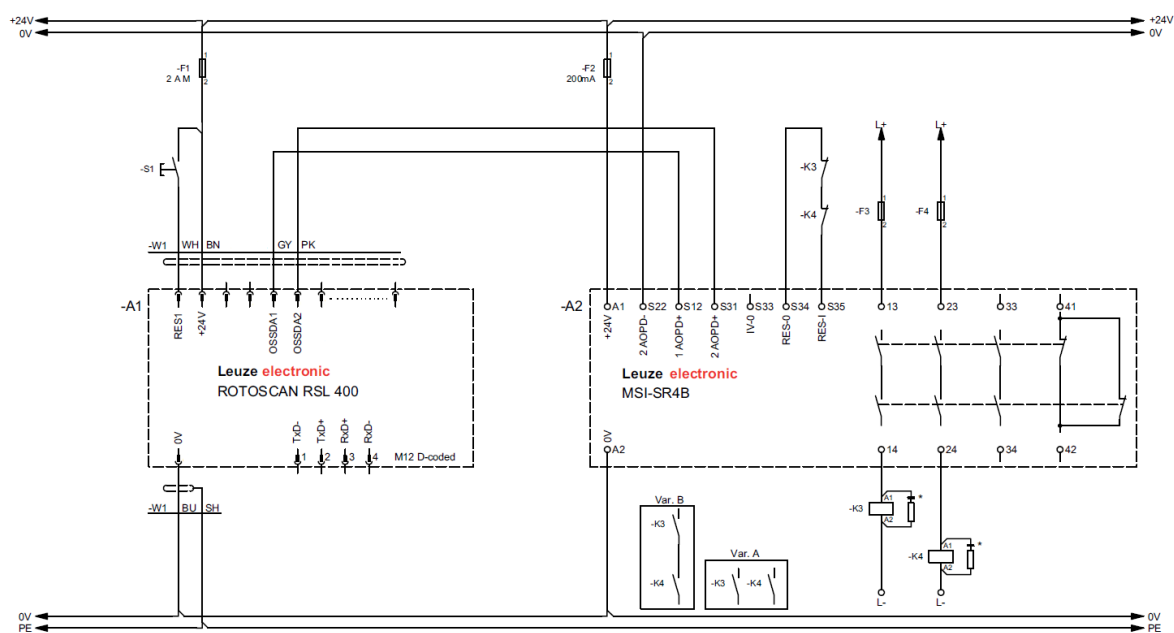 +24V +24V
0V 0V
-F1 1
2 A M 2
-F2 1
200mA 2
L+ L+
-S1
-K3
-K4
-F3 1 2
-F4 1 2
-W1 WH BN GY PK
-A1
RES1 +24V OSSDA1 OSSDA2
Leuze electronic
ROTOSCAN RSL 400
0V TxD- TxD+ RxD+ RxD-
1 2 3 4 M12 D-coded
-A2
A1 S22 S12 S31 S33 S34 S35 13 23 33 41
+24V 2 AOPD- 1 AOPD+ 2 AOPD+ IV-0 RES-0 RES-I
Leuze electronic
MSI-SR4B
0V
A2 14 24 34 42
-W1 BU SH
Var. B
-K3
-K4
Var. A
-K3 -K4
-K3 A1 A2 *
-K4 A1 A2 *
L- L-
0V 0V
PE PE